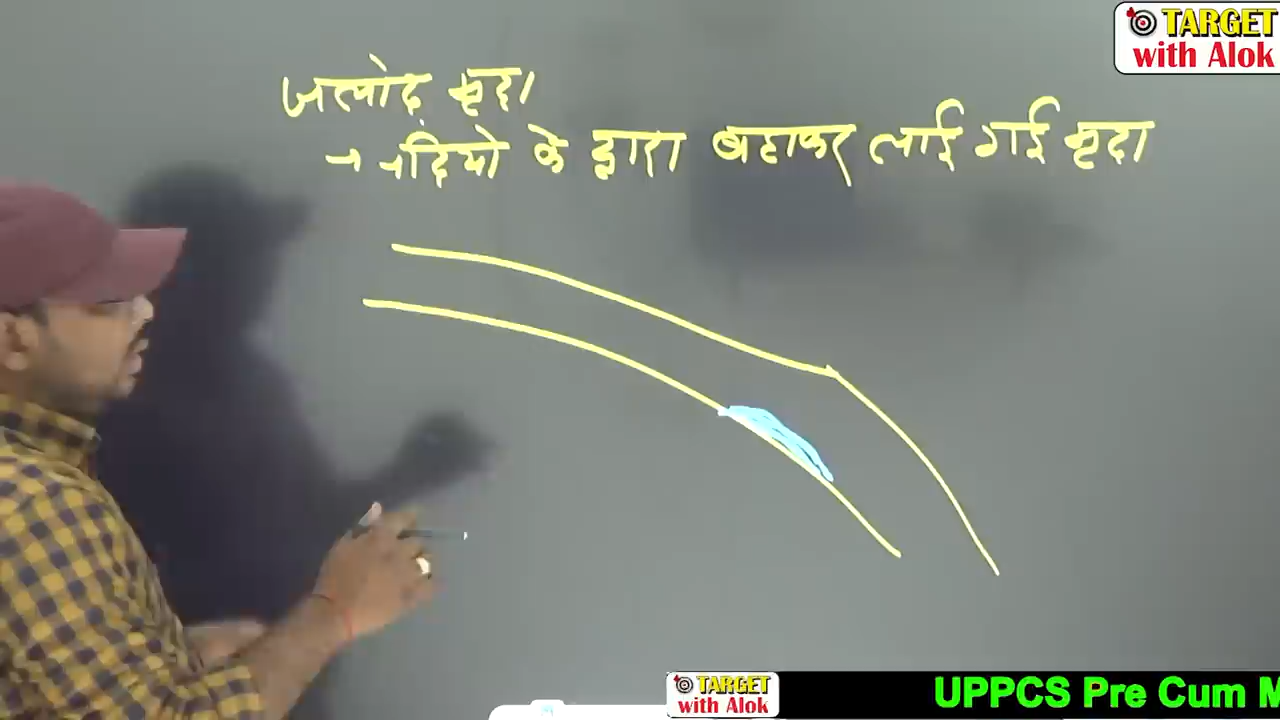 TARGET
with Alok
जलोढ़ मृदा
→ नदियो के द्वारा बहाकर लाई गई मृदा
TARGET
with Alok
UPPCS Pre Cum M